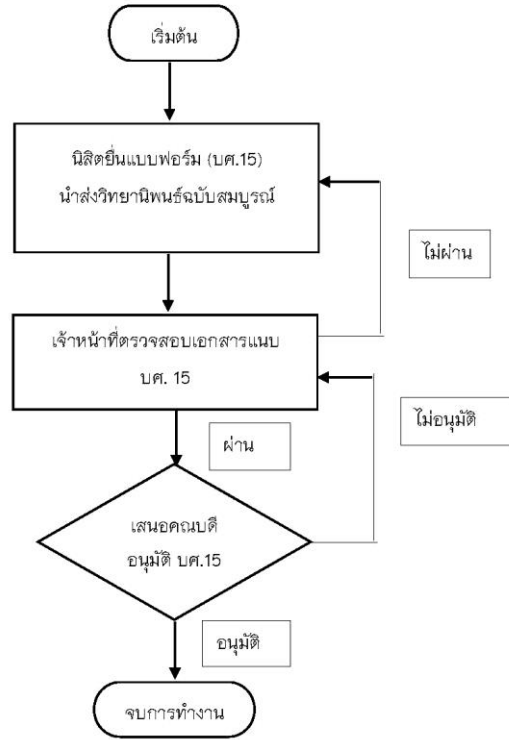 เริ่มต้น
นิสิตยื่นแบบฟอร์ม (บศ.15)
นำส่งวิทยานิพนธ์ฉบับสมบูรณ์
ไม่ผ่าน
เจ้าหน้าที่ตรวจสอบเอกสารแนบ
บศ. 15
ไม่อนุมัติ
ผ่าน
เสนอคณบดี
อนุมัติ บศ.15
อนุมัติ
จบการทำงาน